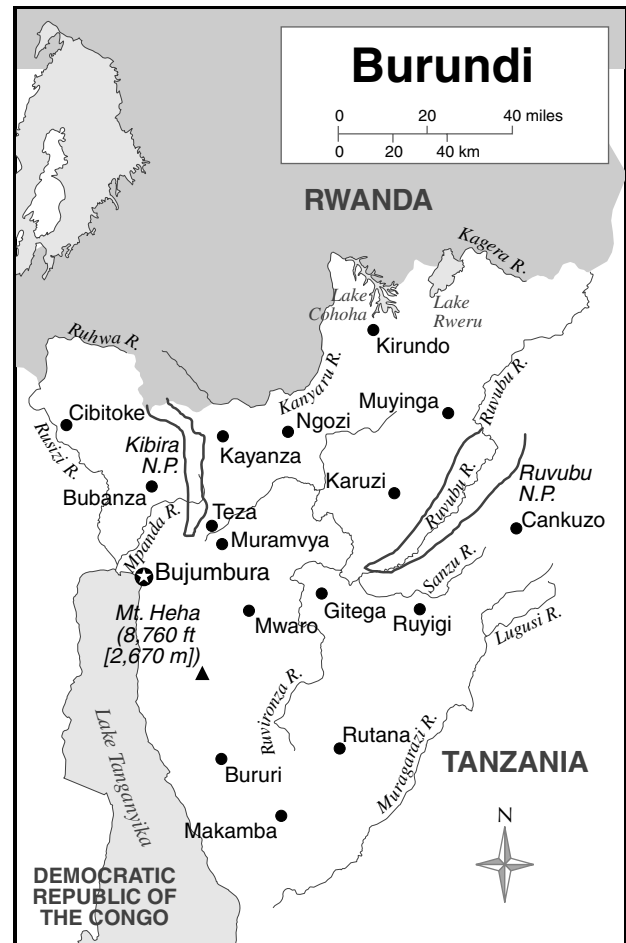 Burundi
0 20 40 miles
0 20 40 km
RWANDA
Kagera R.
Lake
Cohoha
Lake
Rweru
Kirundo
Ruhwa R.
Kanyaru R.
Ruvubu R.
Muyinga
Cibitoke
Ngozi
Rusizi R.
Kibira
N.P.
Kayanza
Karuzi
Ruvubu R.
Ruvubu
N.P.
Bubanza
Teza
Cankuzo
Mpanda R.
Muramvya
Sanzu R.
Bujumbura
Mt. Heha
(8,760 ft
[2,670 m])
Mwaro
Gitega
Ruyigi
Lugusi R.
Ruvironza R.
Rutana
Muragarazi R.
TANZANIA
Lake Tanganyika
Bururi
Makamba
N
DEMOCRATIC
REPUBLIC OF
THE CONGO